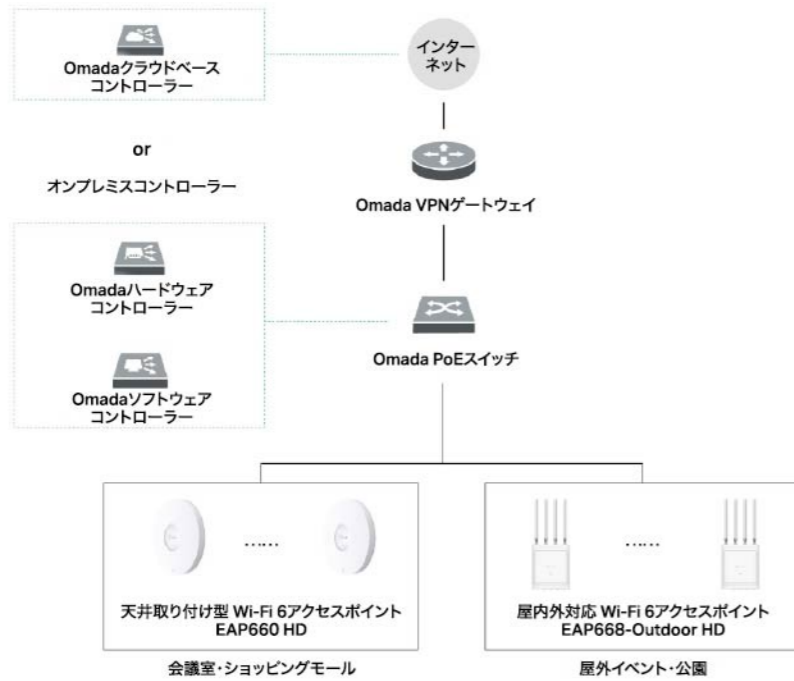 インター
ネット
Omadaクラウドベース
コントローラー
or
オンプレミスコントローラー
Omada VPNゲートウェイ
Omadaハードウェア
コントローラー
Omada PoEスイッチ
Omadaソフトウェア
コントローラー
……
天井取り付け型 Wi-Fi 6アクセスポイント
EAP660 HD
会議室・ショッピングモール
……
屋内外対応 Wi-Fi 6アクセスポイント
EAP668-Outdoor HD
屋外イベント・公園